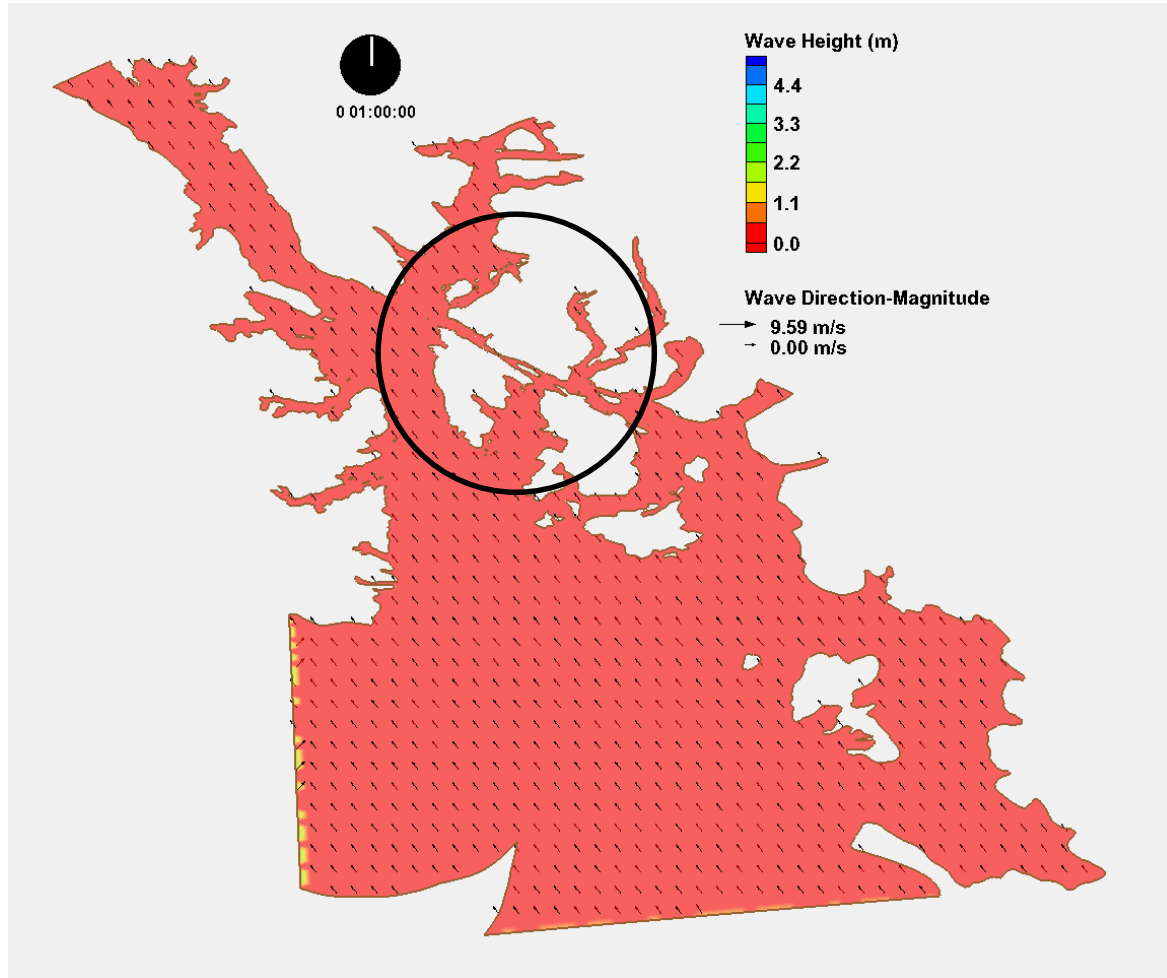 0 01:00:00
Wave Height (m)
4.4
3.3
2.2
1.1
0.0
Wave Direction-Magnitude
9.59 m/s
0.00 m/s